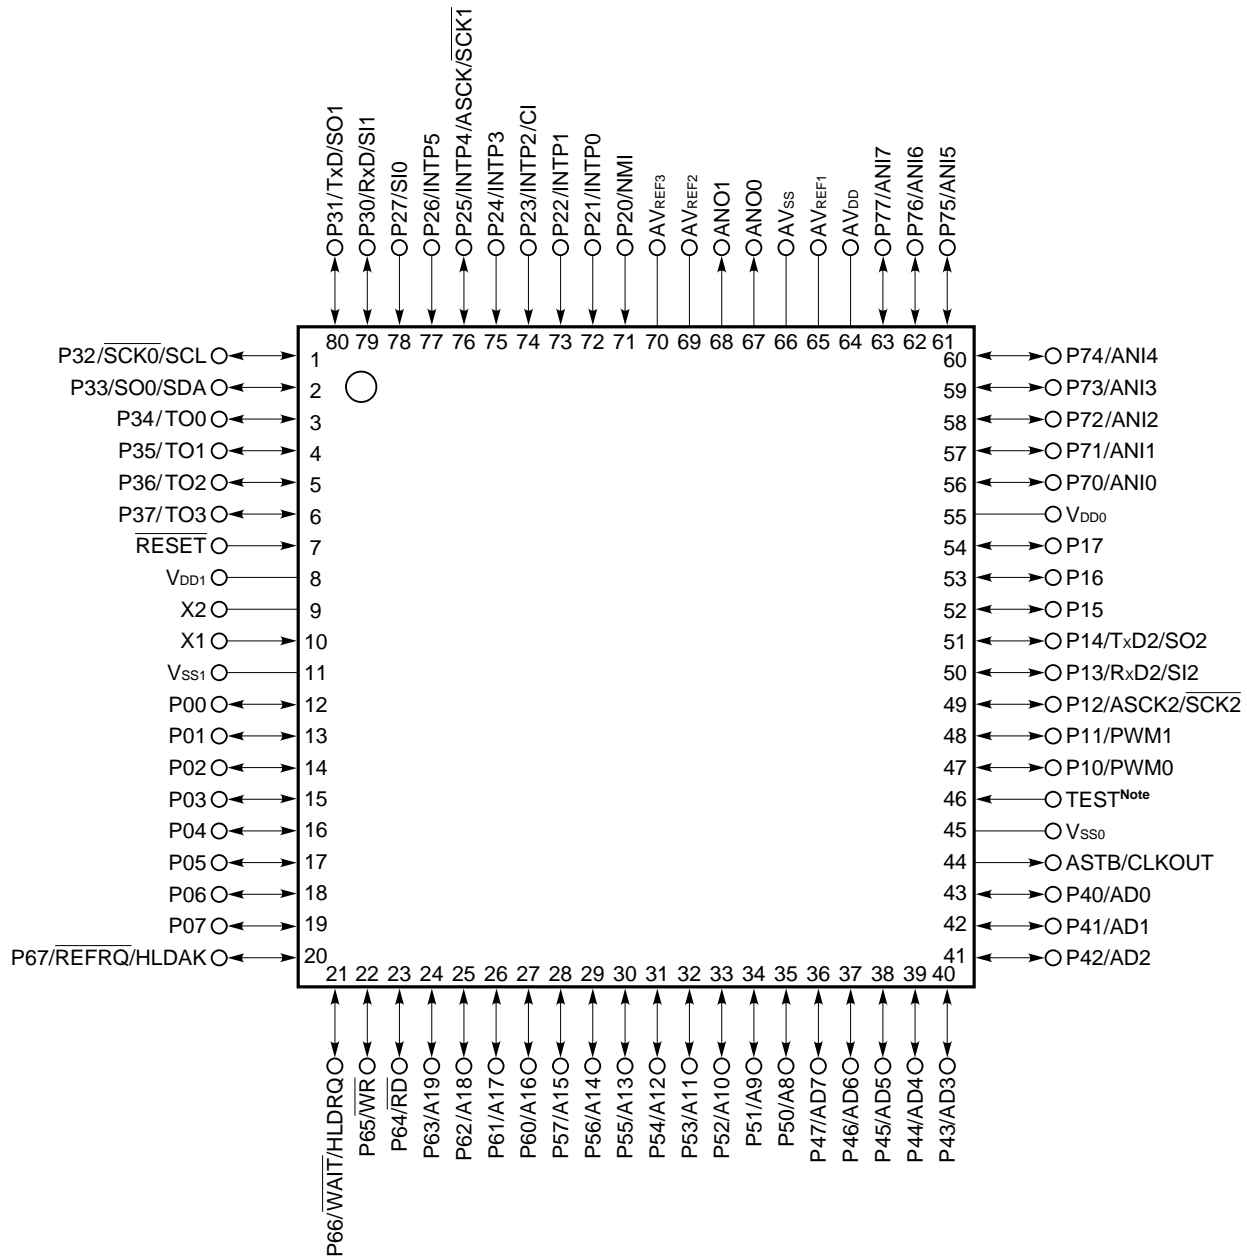 P31/TxD/SO1
P30/RxD/SI1
P27/SI0
P26/INTP5
P25/INTP4/ASCK/S̅C̅K̅1̅
P24/INTP3
P23/INTP2/CI
P22/INTP1
P21/INTP0
P20/NMI
AVREF3
AVREF2
ANO1
ANO0
AVSS
AVREF1
AVDD
P77/ANI7
P76/ANI6
P75/ANI5
80 79 78 77 76 75 74 73 72 71 70 69 68 67 66 65 64 63 62 61
P32/S̅C̅K̅0̅/SCL 1
P33/SO0/SDA 2
P34/TO0 3
P35/TO1 4
P36/TO2 5
P37/TO3 6
R̅E̅S̅E̅T̅ 7
VDD1 8
X2 9
X1 10
VSS1 11
P00 12
P01 13
P02 14
P03 15
P04 16
P05 17
P06 18
P07 19
P67/R̅E̅F̅R̅Q̅/HLDAK 20
60 P74/ANI4
59 P73/ANI3
58 P72/ANI2
57 P71/ANI1
56 P70/ANI0
55 VDD0
54 P17
53 P16
52 P15
51 P14/TxD2/SO2
50 P13/RxD2/SI2
49 P12/ASCK2/S̅C̅K̅2̅
48 P11/PWM1
47 P10/PWM0
46 TESTNote
45 VSS0
44 ASTB/CLKOUT
43 P40/AD0
42 P41/AD1
41 P42/AD2
21 22 23 24 25 26 27 28 29 30 31 32 33 34 35 36 37 38 39 40
P66/W̅A̅I̅T̅/HLDRQ
P65/W̅R̅
P64/R̅D̅
P63/A19
P62/A18
P61/A17
P60/A16
P57/A15
P56/A14
P55/A13
P54/A12
P53/A11
P52/A10
P51/A9
P50/A8
P47/AD7
P46/AD6
P45/AD5
P44/AD4
P43/AD3